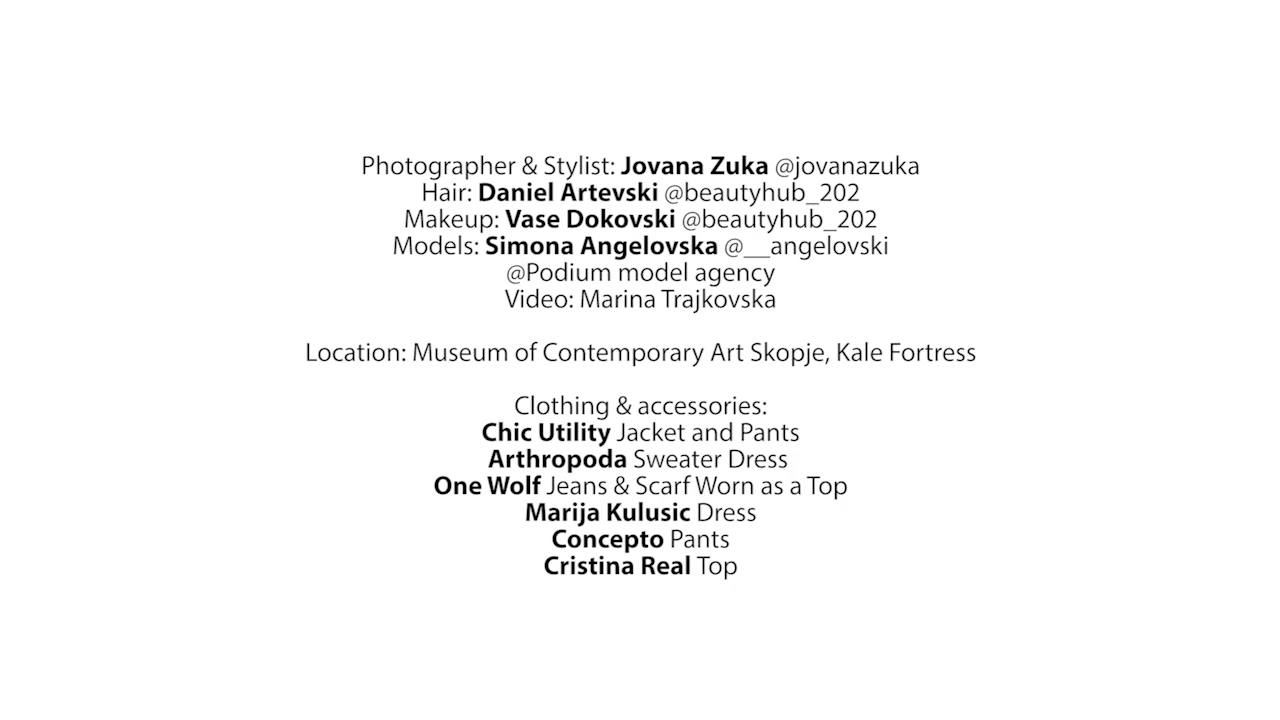 Photographer & Stylist: Jovana Zuka @jovanazuka
Hair: Daniel Artevski @beautyhub_202
Makeup: Vase Dokovski @beautyhub_202
Models: Simona Angelovska @__angelovski
@Podium model agency
Video: Marina Trajkovska
Location: Museum of Contemporary Art Skopje, Kale Fortress
Clothing & accessories:
Chic Utility Jacket and Pants
Arthropoda Sweater Dress
One Wolf Jeans & Scarf Worn as a Top
Marija Kulusic Dress
Concepto Pants
Cristina Real Top